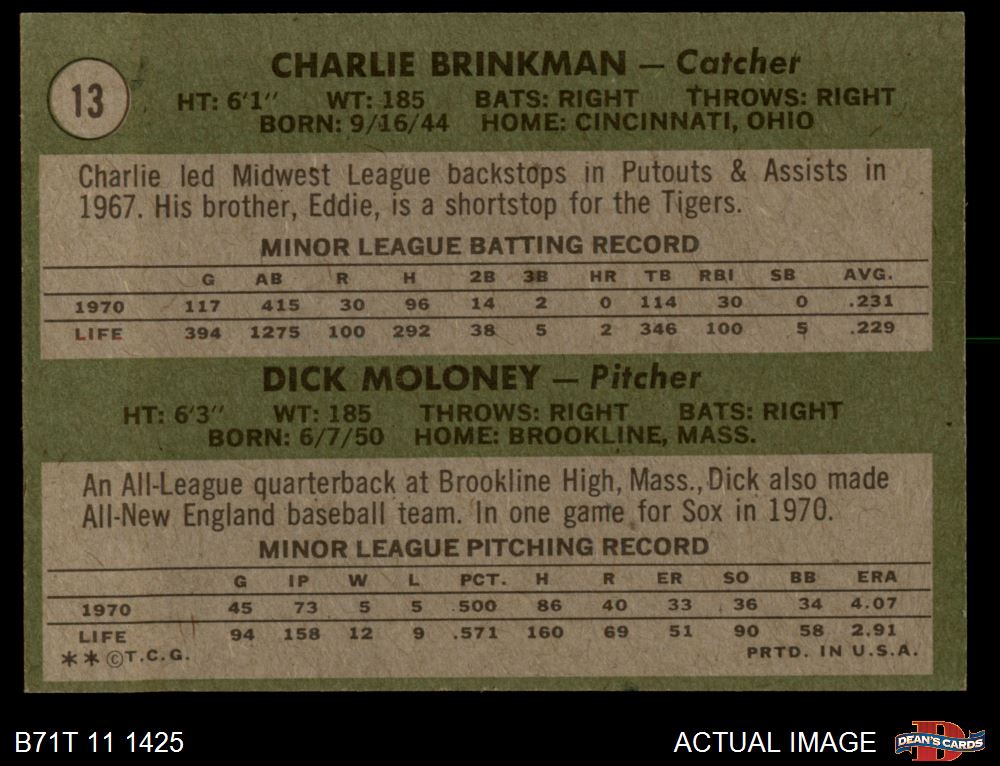 13
CHARLIE BRINKMAN — Catcher
HT: 6'1" WT: 185 BATS: RIGHT THROWS: RIGHT
BORN: 9/16/44 HOME: CINCINNATI, OHIO
Charlie led Midwest League backstops in Putouts & Assists in
1967. His brother, Eddie, is a shortstop for the Tigers.
MINOR LEAGUE BATTING RECORD
G AB R H 2B 3B HR TB RBI SB AVG.
1970 117 415 30 96 14 2 0 114 30 0 .231
LIFE 394 1275 100 292 38 5 2 346 100 5 .229
DICK MOLONEY — Pitcher
HT: 6'3" WT: 185 THROWS: RIGHT BATS: RIGHT
BORN: 6/7/50 HOME: BROOKLINE, MASS.
An All-League quarterback at Brookline High, Mass., Dick also made
All-New England baseball team. In one game for Sox in 1970.
MINOR LEAGUE PITCHING RECORD
G IP W L PCT. H R ER SO BB ERA
1970 45 73 5 5 .500 86 40 33 36 34 4.07
LIFE 94 158 12 9 .571 160 69 51 90 58 2.91
**©T.C.G. PRTD. IN U.S.A.
B71T 11 1425 ACTUAL IMAGE DEAN'S CARDS